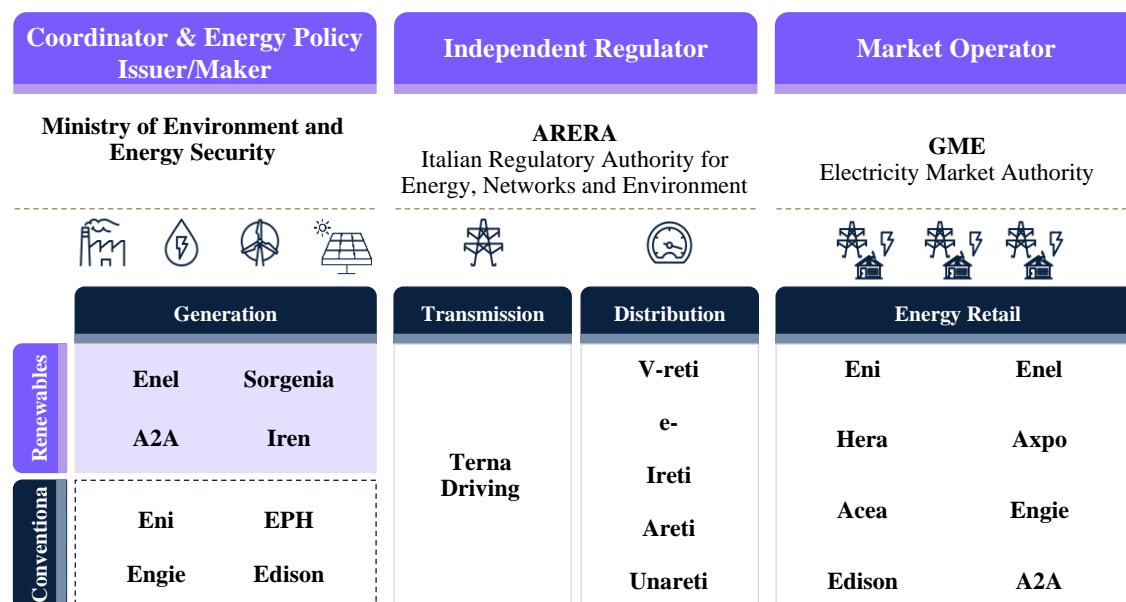 Coordinator & Energy Policy
Issuer/Maker
Independent Regulator
Market Operator
Ministry of Environment and
Energy Security
ARERA
Italian Regulatory Authority for
Energy, Networks and Environment
GME
Electricity Market Authority
Generation
Transmission
Distribution
Energy Retail
Renewables
Enel Sorgenia
A2A Iren
Conventiona
Eni EPH
Engie Edison
Terna
Driving
V-reti
e-
Ireti
Areti
Unareti
Eni Enel
Hera Axpo
Acea Engie
Edison A2A